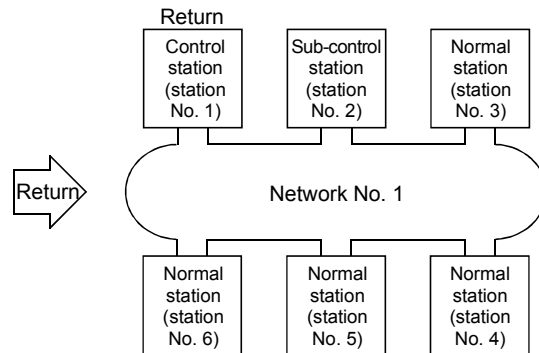 Return
Control
station
(station
No. 1)
Sub-control
station
(station
No. 2)
Normal
station
(station
No. 3)
Return
Network No. 1
Normal
station
(station
No. 6)
Normal
station
(station
No. 5)
Normal
station
(station
No. 4)